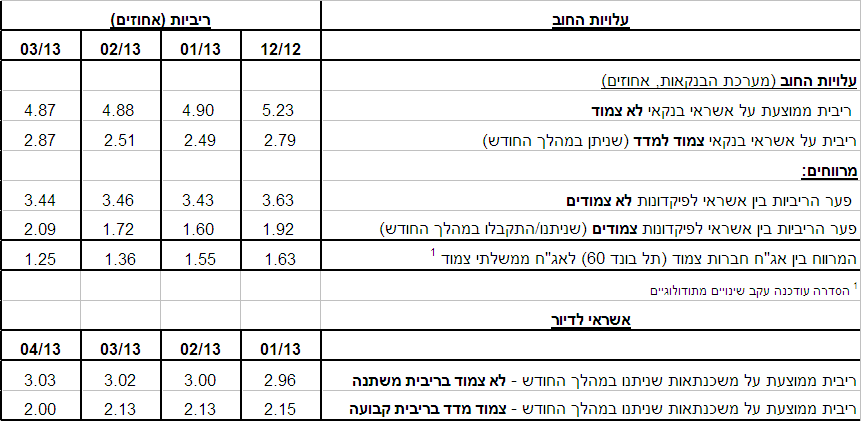 עלויות החוב ריביות (אחוזים)
12/12 01/13 02/13 03/13
עלויות החוב (מערכת הבנקאות, אחוזים)
ריבית ממוצעת על אשראי בנקאי לא צמוד 5.23 4.90 4.88 4.87
ריבית על אשראי בנקאי צמוד למדד (שניתן במהלך החודש) 2.79 2.49 2.51 2.87
מרווחים:
פער הריביות בין אשראי לפיקדונות לא צמודים 3.63 3.43 3.46 3.44
פער הריביות בין אשראי לפיקדונות צמודים (שניתנו/התקבלו במהלך החודש) 1.92 1.60 1.72 2.09
המרווח בין אג"ח חברות צמוד (תל בונד 60) לאג"ח ממשלתי צמוד 1 1.63 1.55 1.36 1.25
1 הסדרה עודכנה עקב שינויים מתודולוגיים
אשראי לדיור
01/13 02/13 03/13 04/13
ריבית ממוצעת על משכנתאות שניתנו במהלך החודש - לא צמוד בריבית משתנה 2.96 3.00 3.02 3.03
ריבית ממוצעת על משכנתאות שניתנו במהלך החודש - צמוד מדד בריבית קבועה 2.15 2.13 2.13 2.00